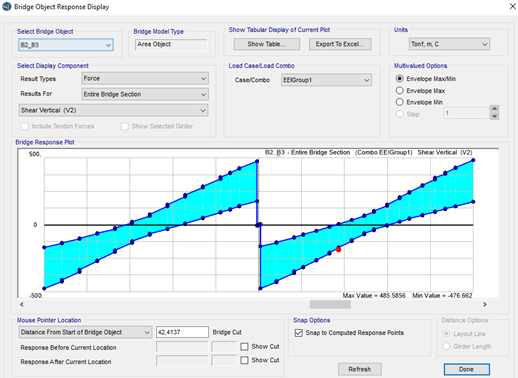 Bridge Object Response Display
Select Bridge Object
B2_B3
Bridge Model Type
Area Object
Show Tabular Display of Current Plot
Show Table...
Export To Excel...
Units
Tonf, m, C
Select Display Component
Result Types
Force
Results For
Entire Bridge Section
Shear Vertical (V2)
Include Tendon Forces
Show Selected Girder
Load Case/Load Combo
Case/Combo
EEIGroup1
Multivalued Options
Envelope Max/Min
Envelope Max
Envelope Min
Step
1
Bridge Response Plot
B2_B3 - Entire Bridge Section (Combo EEIGroup1) Shear Vertical (V2)
500,
0
-500,
Max Value = 485.5856 Min Value = -476.662
Mouse Pointer Location
Distance From Start of Bridge Object
42,4137
Bridge Cut
Response Before Current Location
Show Cut
Response After Current Location
Show Cut
Snap Options
Snap to Computed Response Points
Distance Options
Layout Line
Girder Length
Refresh
Done